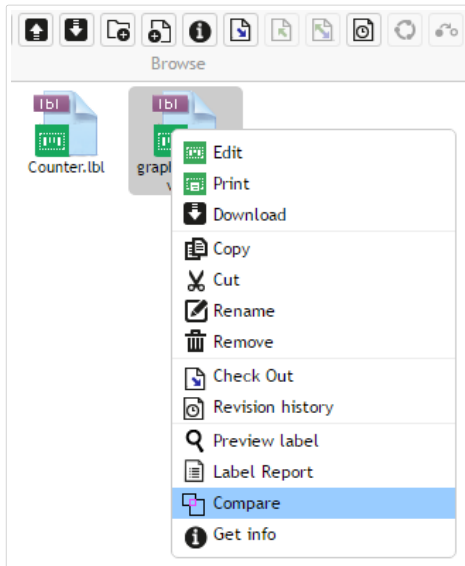 Browse
lbl
lbl
Counter.lbl
grap
Edit
Print
Download
Copy
Cut
Rename
Remove
Check Out
Revision history
Preview label
Label Report
Compare
Get info